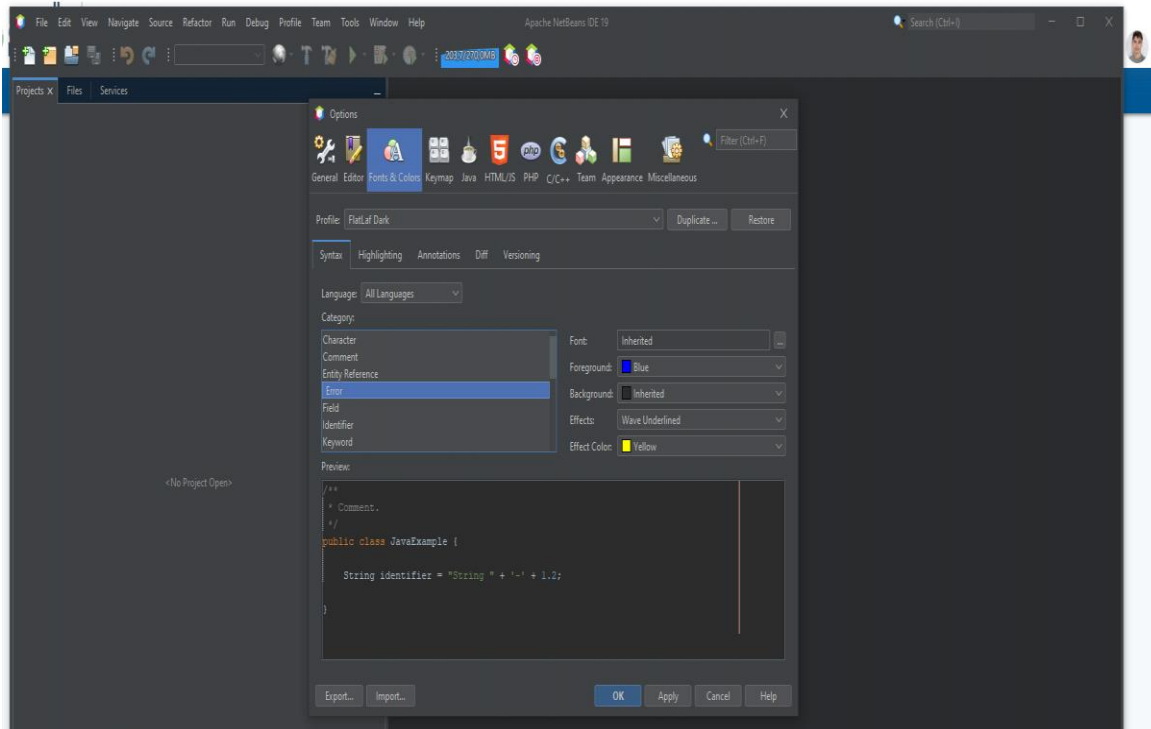 File Edit View Navigate Source Refactor Run Debug Profile Team Tools Window Help Apache NetBeans IDE 19 Search (Ctrl+I)
203.7/270.0MB
Projects X Files Services
Options X
Filter (Ctrl+F)
General Editor Fonts & Colors Keymap Java HTML/JS PHP C/C++ Team Appearance Miscellaneous
Profile: FlatLaf Dark Duplicate ... Restore
Syntax Highlighting Annotations Diff Versioning
Language: All Languages
Category:
Character
Comment
Entity Reference
Error
Field
Identifier
Keyword
Font: Inherited ...
Foreground: Blue
Background: Inherited
Effects: Wave Underlined
Effect Color: Yellow
<No Project Open>
Preview:
/**
* Comment.
*/
public class JavaExample {
String identifier = "String " + '-' + 1.2;
}
Export... Import... OK Apply Cancel Help